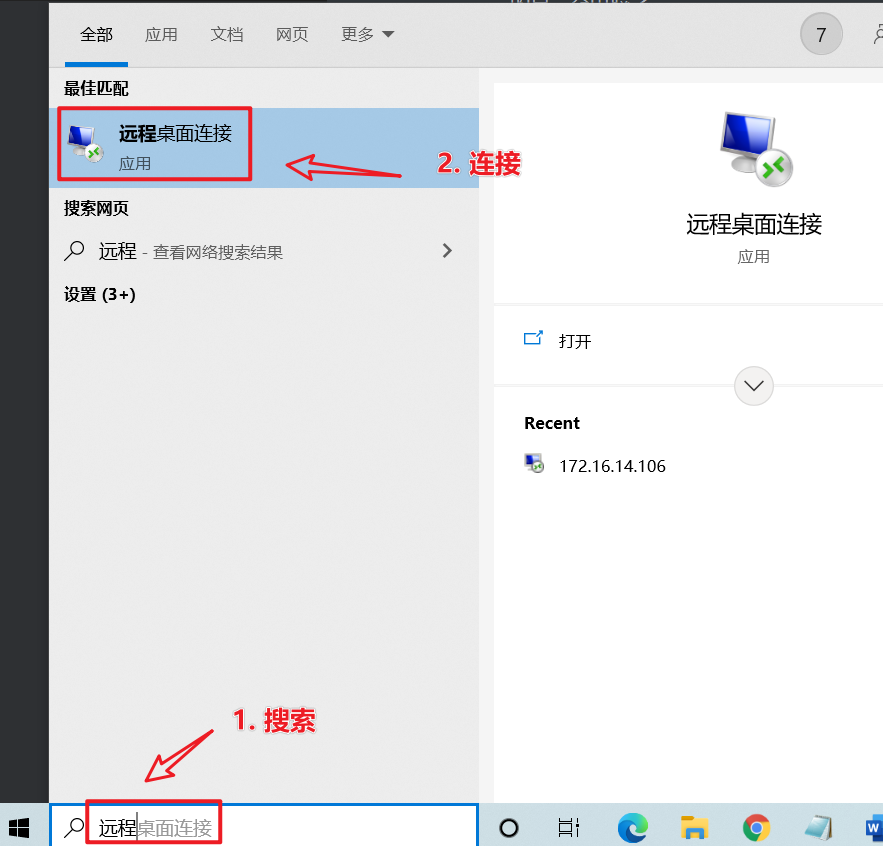 全部 应用 文档 网页 更多 7
最佳匹配
远程桌面连接
应用
2. 连接
搜索网页
远程 - 查看网络搜索结果
设置 (3+)
远程桌面连接
应用
打开
Recent
172.16.14.106
1. 搜索
远程桌面连接
W